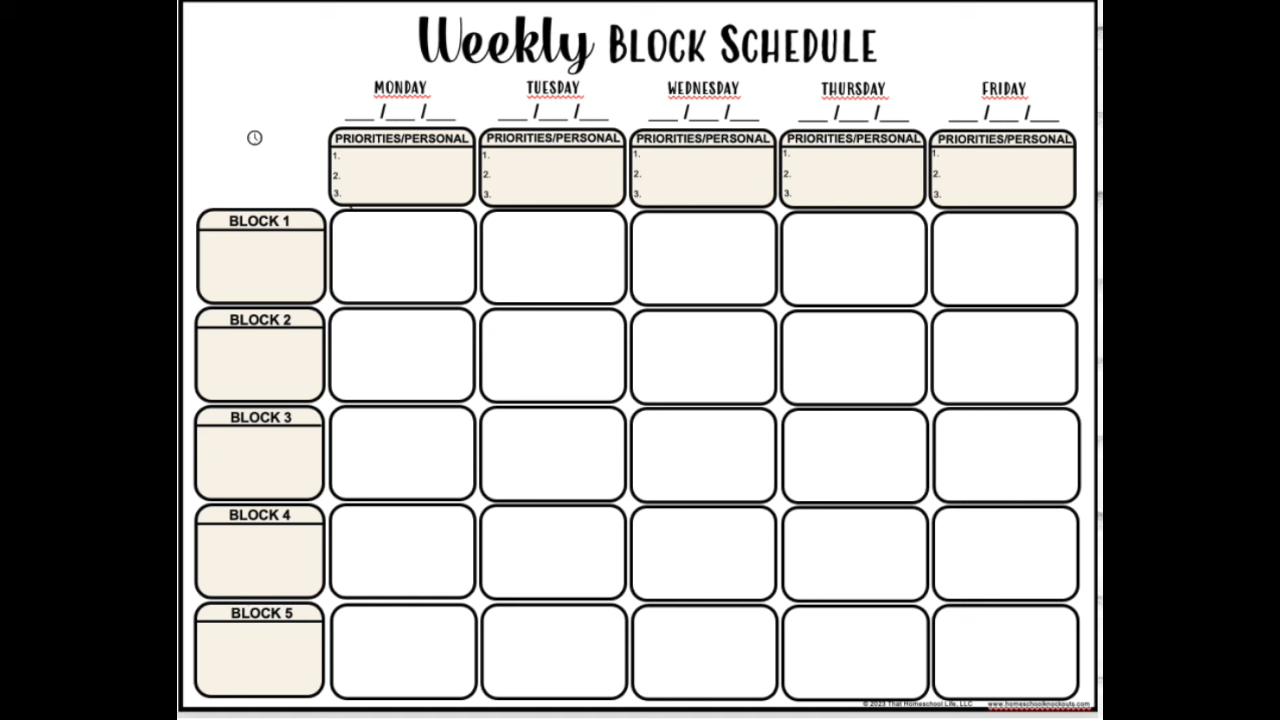 Weekly BLOCK SCHEDULE
MONDAY TUESDAY WEDNESDAY THURSDAY FRIDAY
___ /___ /___ ___ /___ /___ ___ /___ /___ ___ /___ /___ ___ /___ /___
PRIORITIES/PERSONAL PRIORITIES/PERSONAL PRIORITIES/PERSONAL PRIORITIES/PERSONAL PRIORITIES/PERSONAL
1. 1. 1. 1. 1.
2. 2. 2. 2. 2.
3. 3. 3. 3. 3.
BLOCK 1
BLOCK 2
BLOCK 3
BLOCK 4
BLOCK 5
© 2023 That Homeschool Life, LLC www.homeschoolknockouts.com